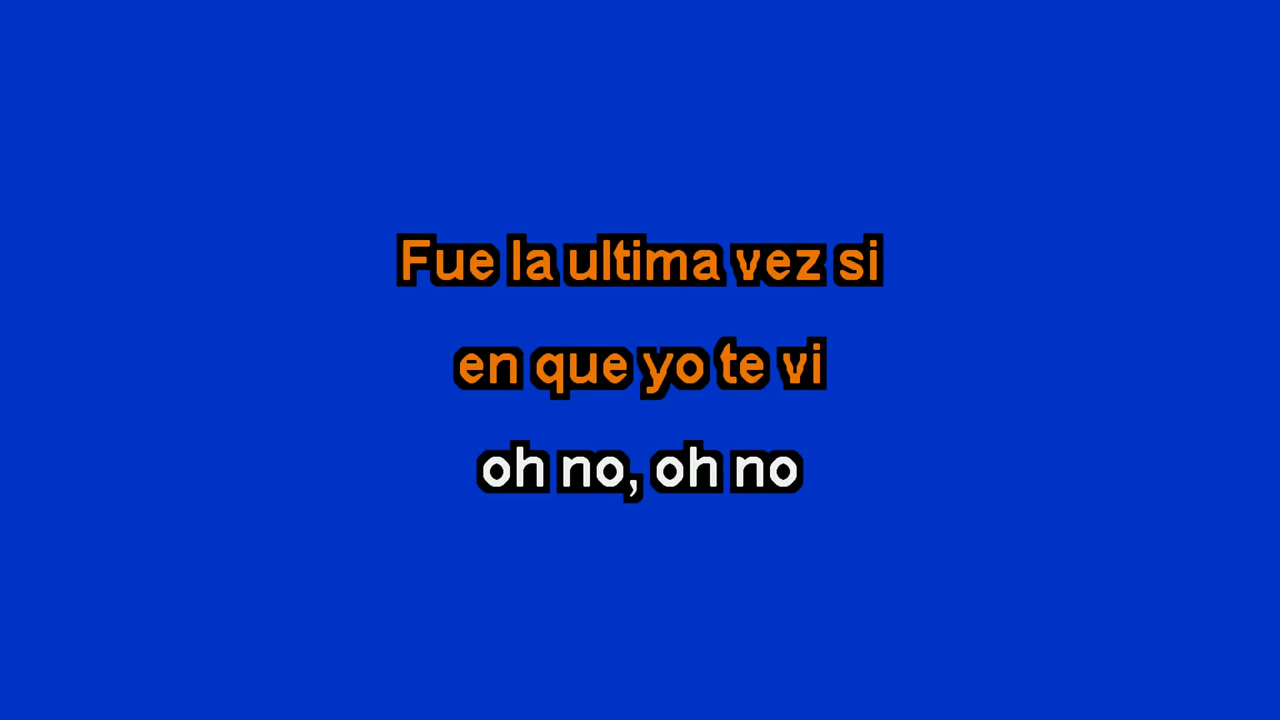 Fue la ultima vez si
en que yo te vi
oh no, oh no